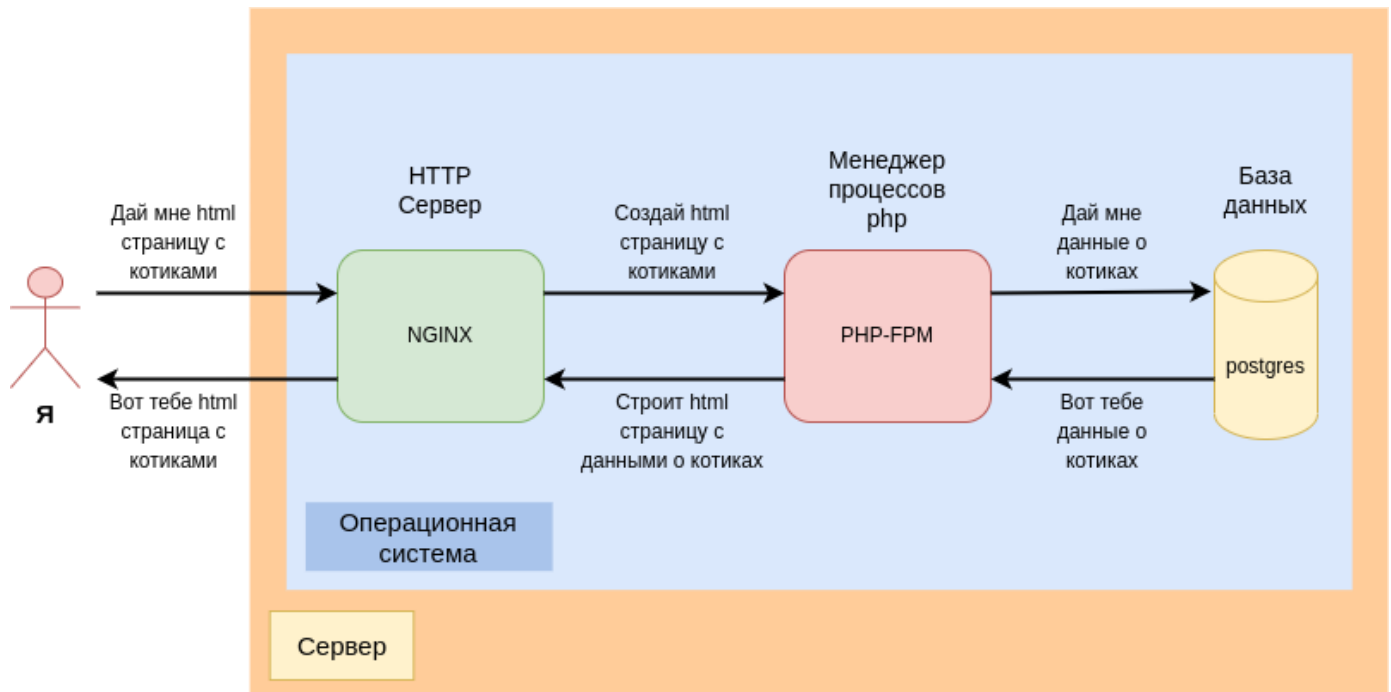 HTTP
Сервер
Менеджер
процессов
php
База
данных
Дай мне html
страницу с
котиками
Создай html
страницу с
котиками
Дай мне
данные о
котиках
NGINX
PHP-FPM
postgres
Я
Вот тебе html
страница с
котиками
Строит html
страницу с
данными о котиках
Вот тебе
данные о
котиках
Операционная
система
Сервер